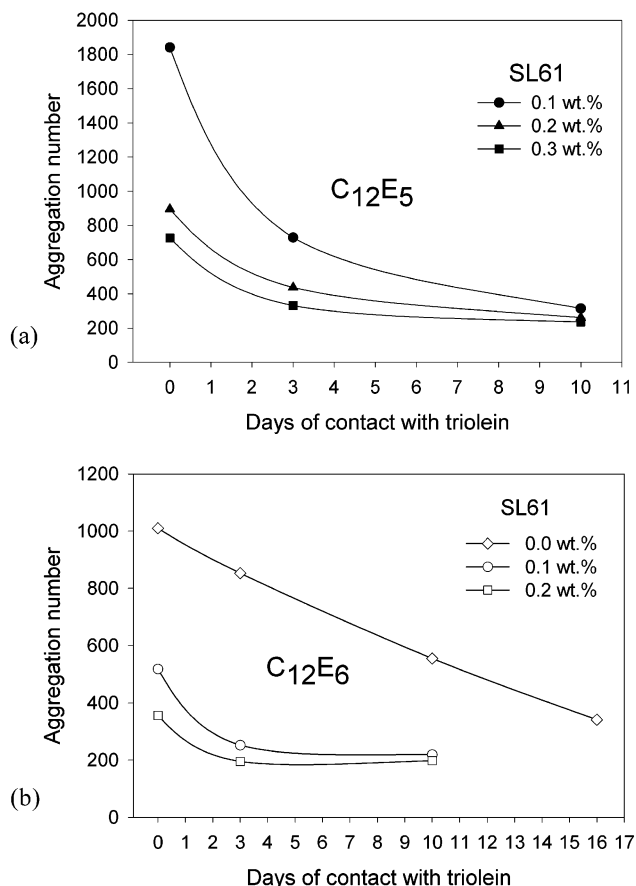 2000
1800
1600
1400
1200
1000
800
600
400
200
0
Aggregation number
SL61
0.1 wt.%
0.2 wt.%
0.3 wt.%
C12E5
0 1 2 3 4 5 6 7 8 9 10 11
Days of contact with triolein
(a)
1200
1000
800
600
400
200
0
Aggregation number
SL61
0.0 wt.%
0.1 wt.%
0.2 wt.%
C12E6
0 1 2 3 4 5 6 7 8 9 10 11 12 13 14 15 16 17
Days of contact with triolein
(b)